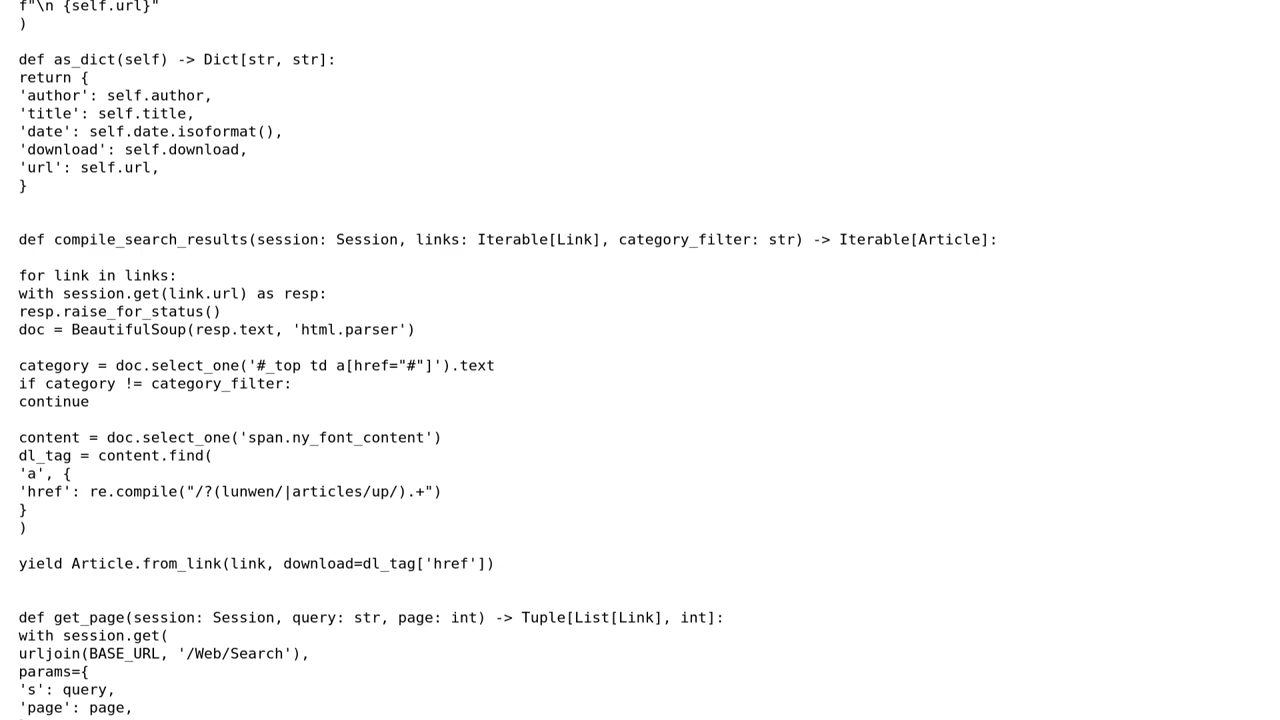 f"\n {self.url}"
)

def as_dict(self) -> Dict[str, str]:
return {
'author': self.author,
'title': self.title,
'date': self.date.isoformat(),
'download': self.download,
'url': self.url,
}


def compile_search_results(session: Session, links: Iterable[Link], category_filter: str) -> Iterable[Article]:

for link in links:
with session.get(link.url) as resp:
resp.raise_for_status()
doc = BeautifulSoup(resp.text, 'html.parser')

category = doc.select_one('#_top td a[href="#"]').text
if category != category_filter:
continue

content = doc.select_one('span.ny_font_content')
dl_tag = content.find(
'a', {
'href': re.compile("/?(lunwen/|articles/up/).+")
}
)

yield Article.from_link(link, download=dl_tag['href'])


def get_page(session: Session, query: str, page: int) -> Tuple[List[Link], int]:
with session.get(
urljoin(BASE_URL, '/Web/Search'),
params={
's': query,
'page': page,